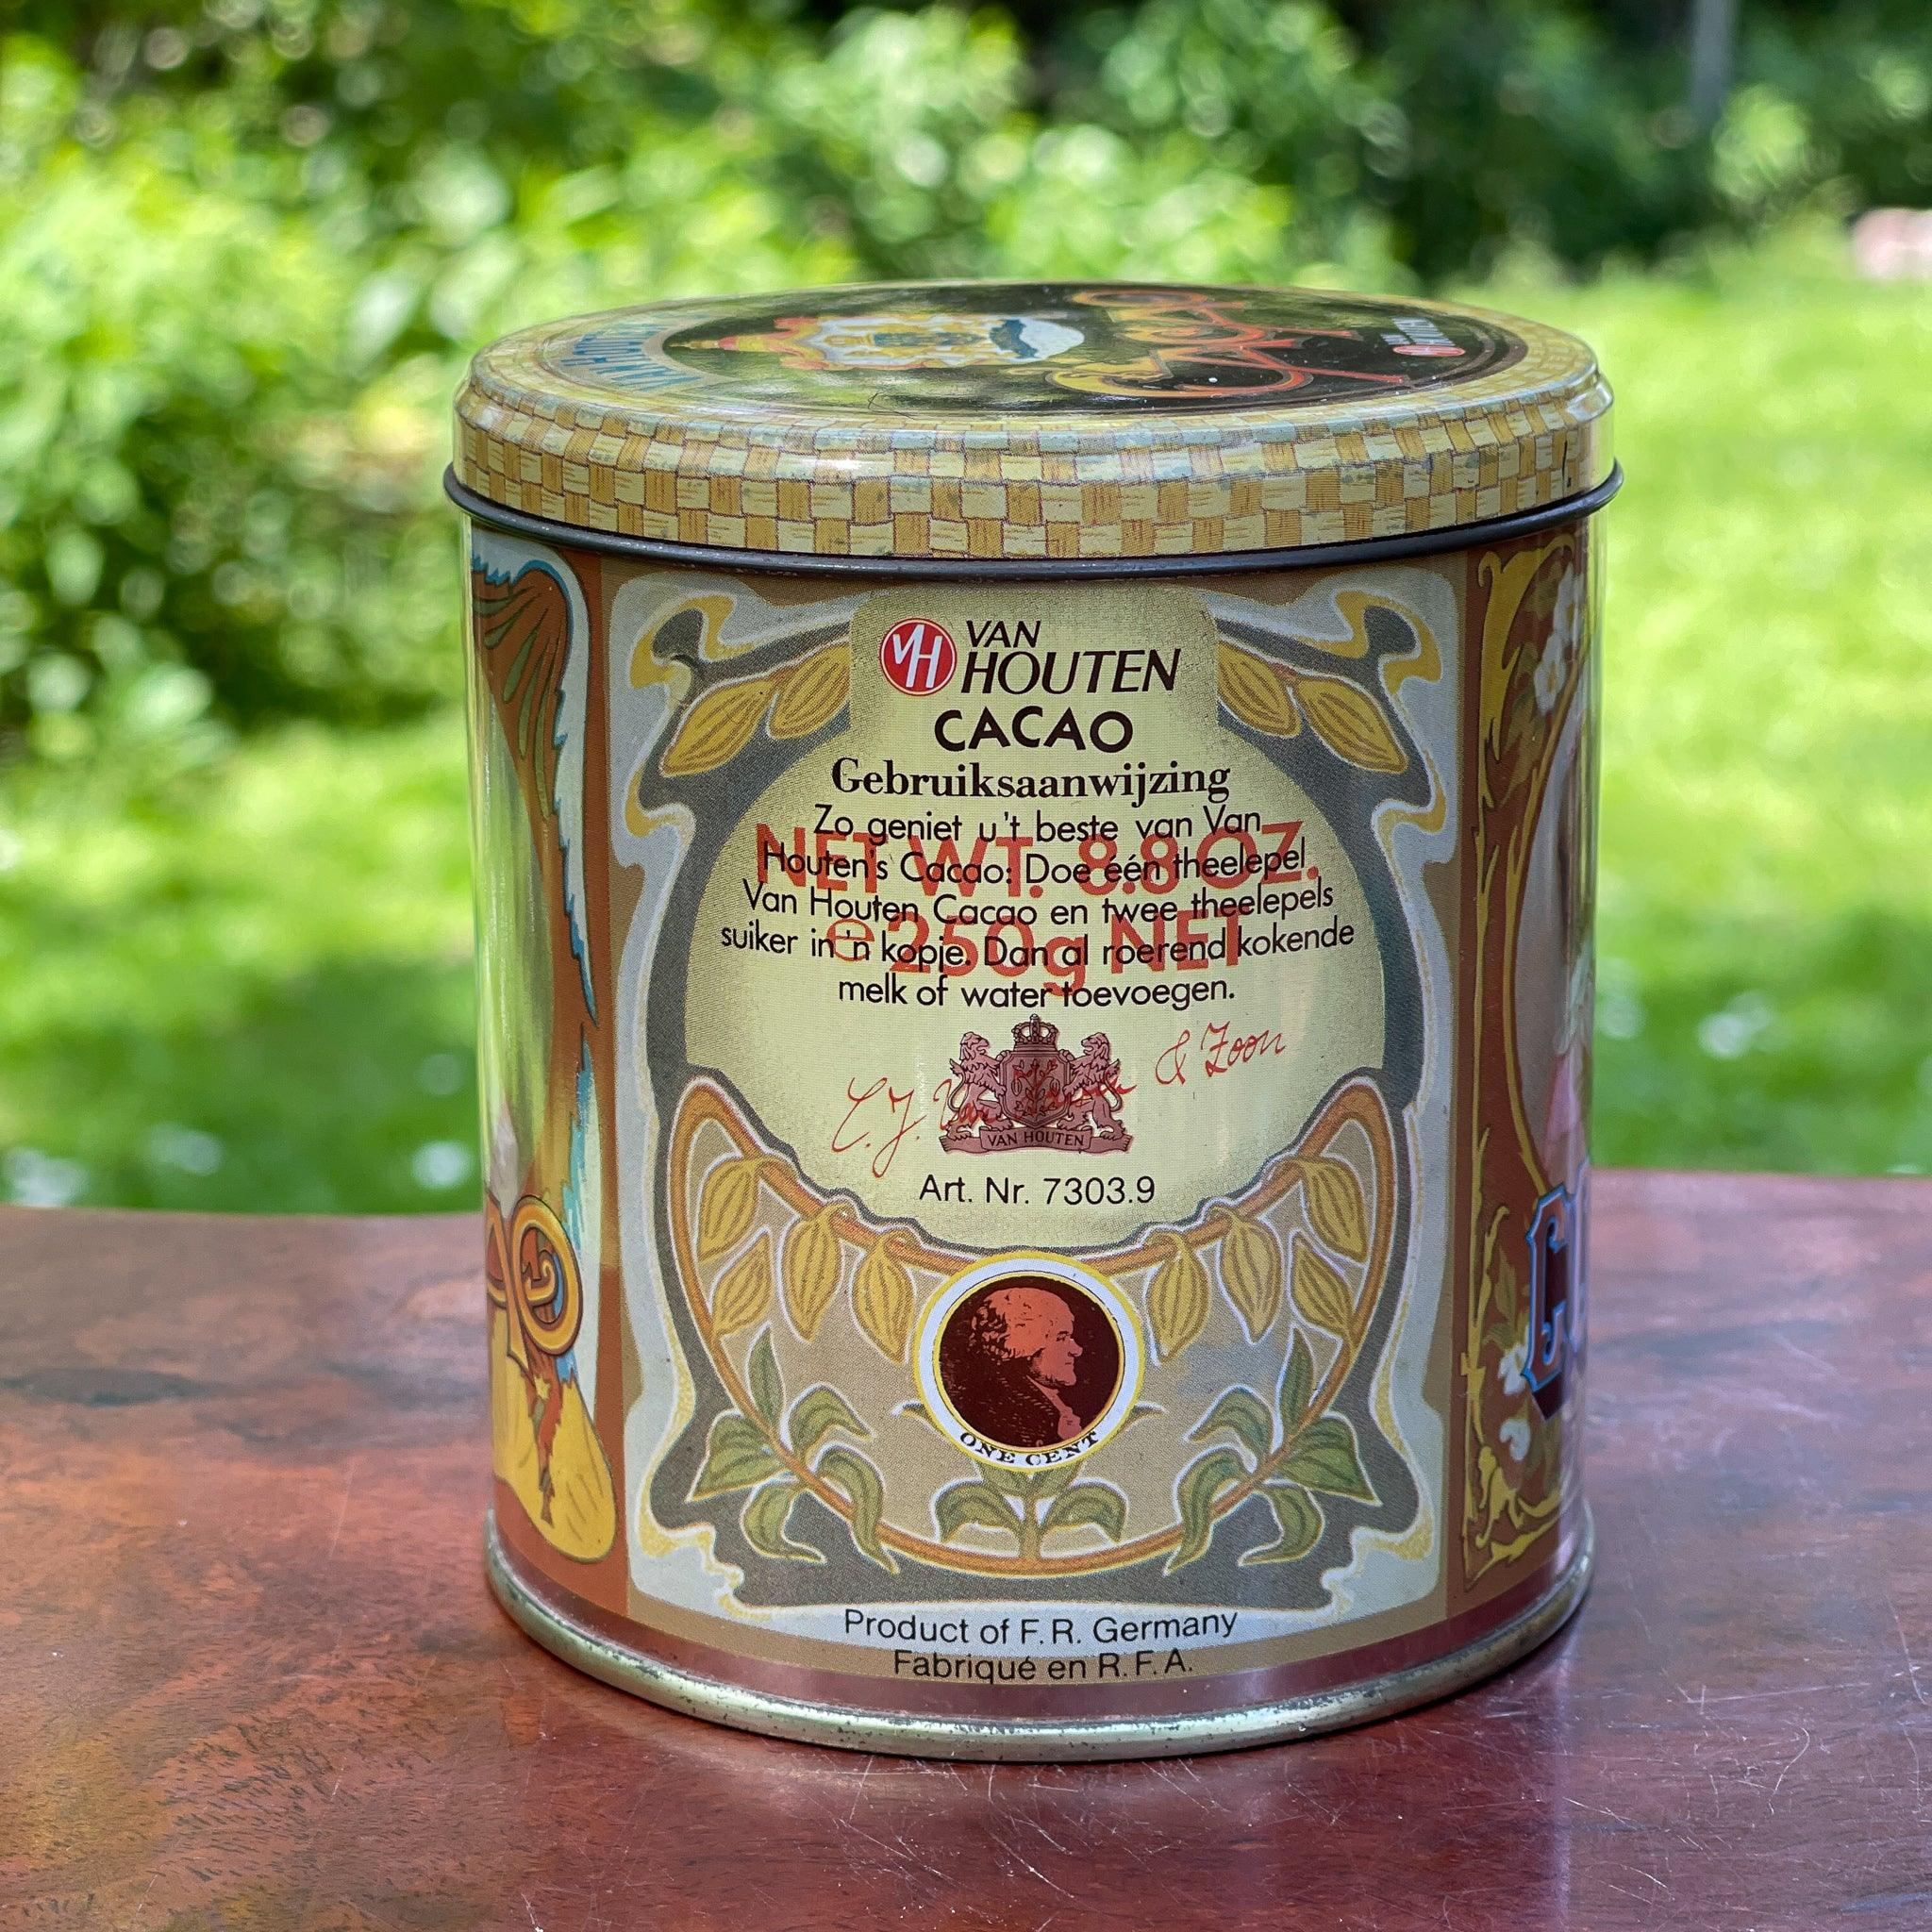 VH VAN
HOUTEN
CACAO
Gebruiksaanwijzing
Zo geniet u't beste van Van
Houten's Cacao: Doe één theelepel
Van Houten Cacao en twee theelepels
suiker in 'n kopje. Dan al roerend kokende
melk of water toevoegen.
NET WT. 8.8 OZ.
℮ 250g NET
C.J. Van & Zoon
VAN HOUTEN
Art. Nr. 7303.9
ONE CENT
Product of F.R. Germany
Fabriqué en R.F.A.